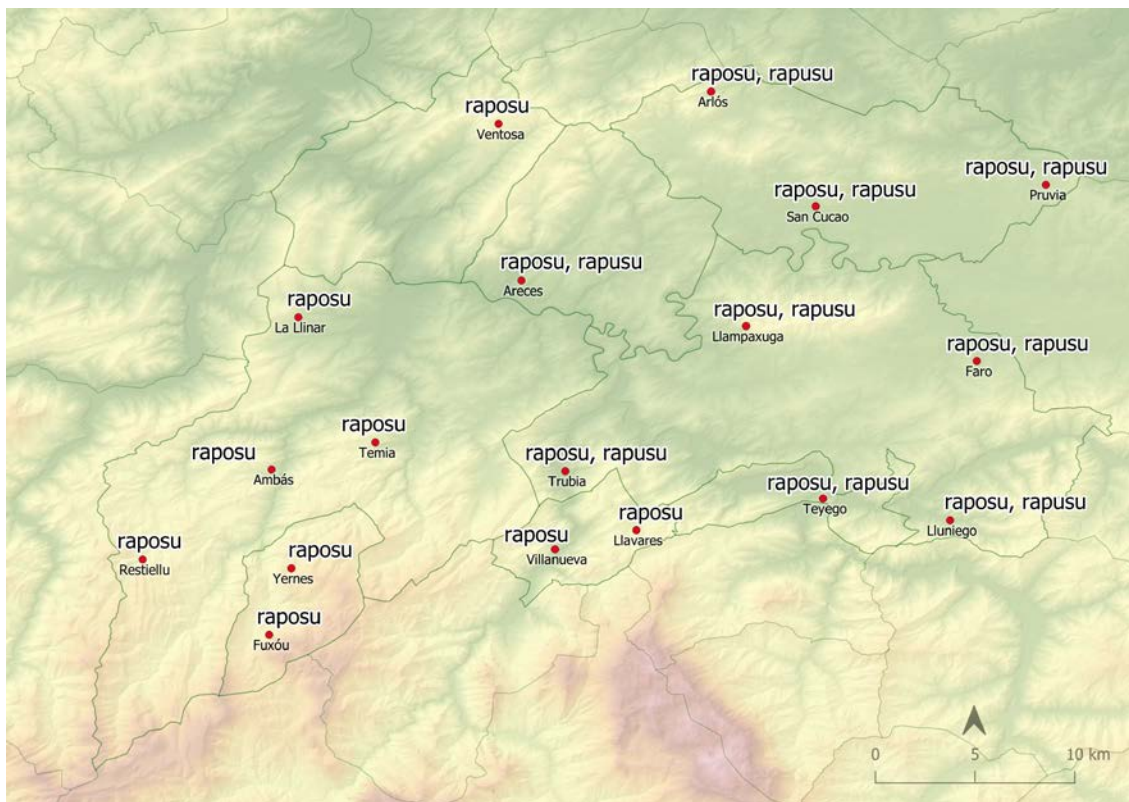 raposu, rapusu
Arlós
raposu
Ventosa
raposu, rapusu
Pruvia
raposu, rapusu
San Cucao
raposu, rapusu
Areces
raposu
La Llinar
raposu, rapusu
Llampaxuga
raposu, rapusu
Faro
raposu
Temia
raposu
Ambás
raposu, rapusu
Trubia
raposu, rapusu
Teyego
raposu, rapusu
Lluniego
raposu
Llavares
raposu
Villanueva
raposu
Restiellu
raposu
Yernes
raposu
Fuxóu
0 5 10 km